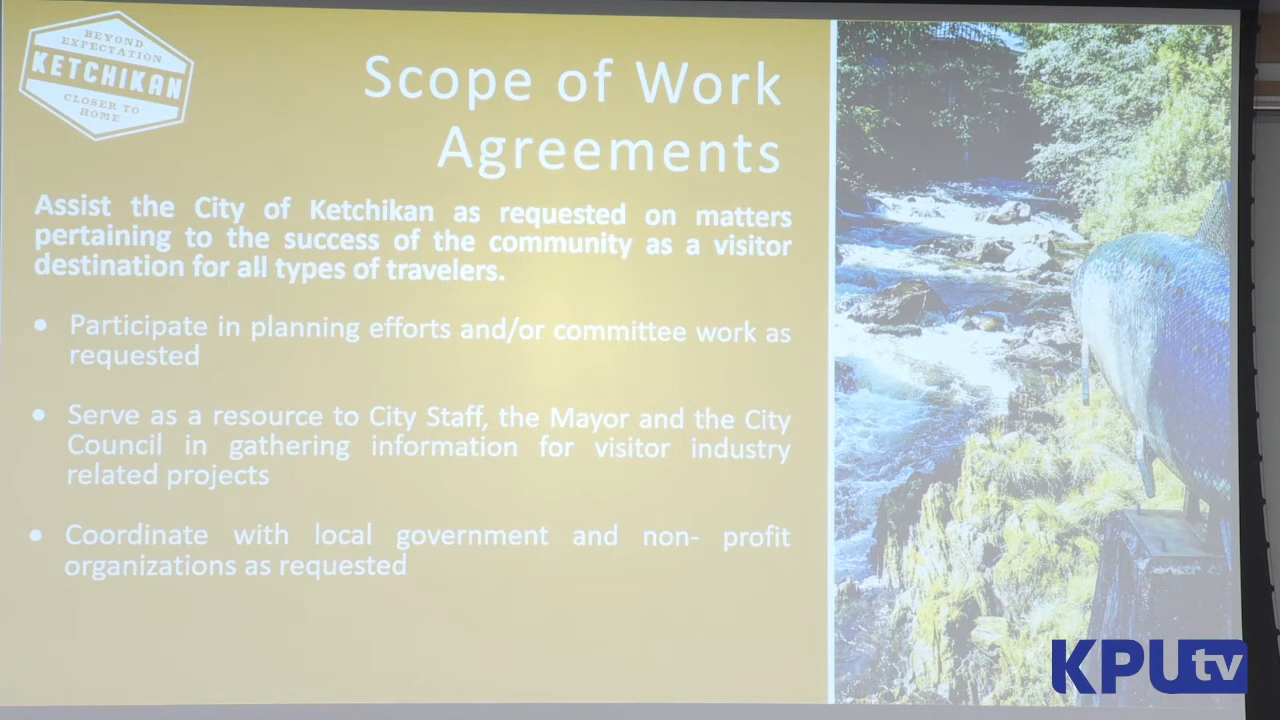 BEYOND
EXPECTATION
KETCHIKAN
CLOSER TO
HOME
Scope of Work
Agreements
Assist the City of Ketchikan as requested on matters
pertaining to the success of the community as a visitor
destination for all types of travelers.
• Participate in planning efforts and/or committee work as
requested
• Serve as a resource to City Staff, the Mayor and the City
Council in gathering information for visitor industry
related projects
• Coordinate with local government and non- profit
organizations as requested
KPUtv